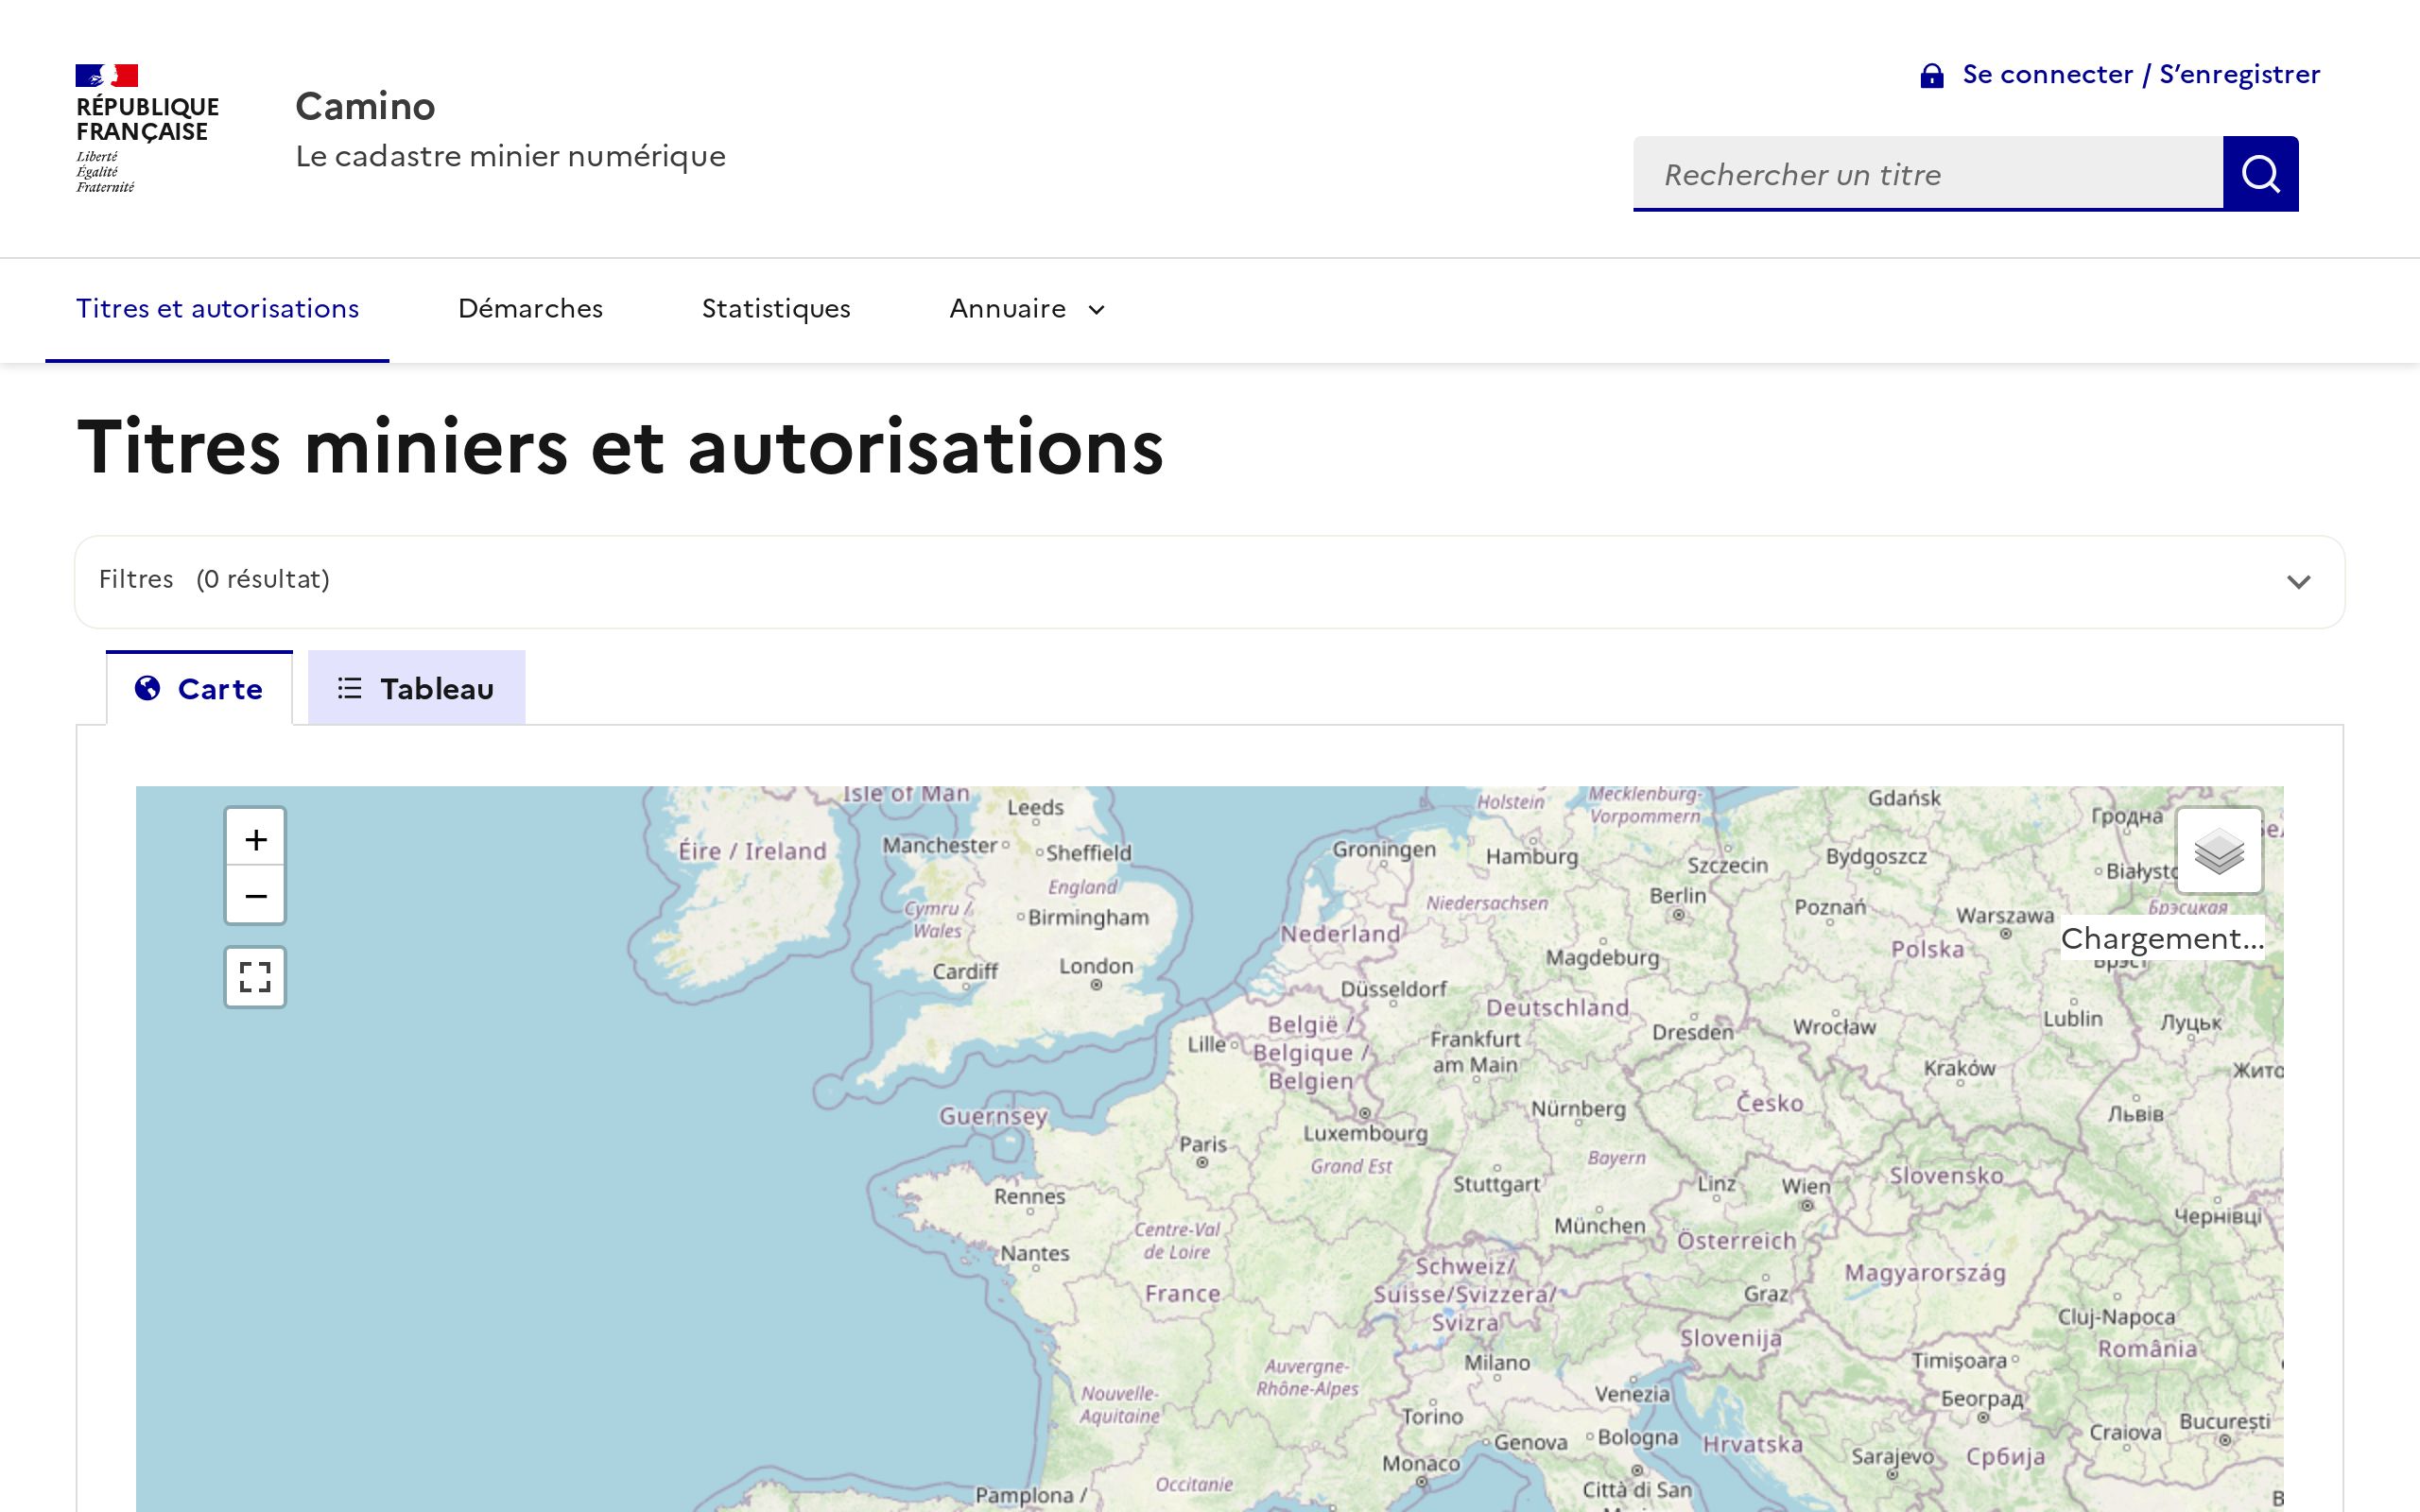 RÉPUBLIQUE
FRANÇAISE
Liberté
Égalité
Fraternité
Camino
Le cadastre minier numérique
Se connecter / S’enregistrer
Rechercher un titre
Titres et autorisations
Démarches
Statistiques
Annuaire
Titres miniers et autorisations
Filtres (0 résultat)
Carte
Tableau
+
−
Chargement...
Isle of Man
Leeds
Holstein
Mecklenburg-
Vorpommern
Gdańsk
Гродна
Éire / Ireland
Manchester
Sheffield
Groningen
Hamburg
Szczecin
Bydgoszcz
England
Berlin
Cymru /
Wales
Birmingham
Niedersachsen
Poznań
Warszawa
Брэсцкая
Nederland
Magdeburg
Polska
Cardiff
London
Düsseldorf
Deutschland
Lublin
Луцьк
België /
Belgique /
Belgien
Lille
Frankfurt
am Main
Dresden
Wrocław
Kraków
Guernsey
Nürnberg
Česko
Львів
Paris
Luxembourg
Grand Est
Bayern
Stuttgart
Linz
Wien
Slovensko
Rennes
München
Чернівці
Centre-Val
de Loire
Nantes
Österreich
Schweiz/
Suisse/Svizzera/
Svizra
Magyarország
France
Graz
Cluj-Napoca
Slovenija
Milano
Timișoara
România
Auvergne-
Rhône-Alpes
Nouvelle-
Aquitaine
Venezia
Београд
Torino
București
Craiova
Genova
Bologna
Hrvatska
Sarajevo
Србија
Monaco
Occitanie
Pamplona /
Città di San